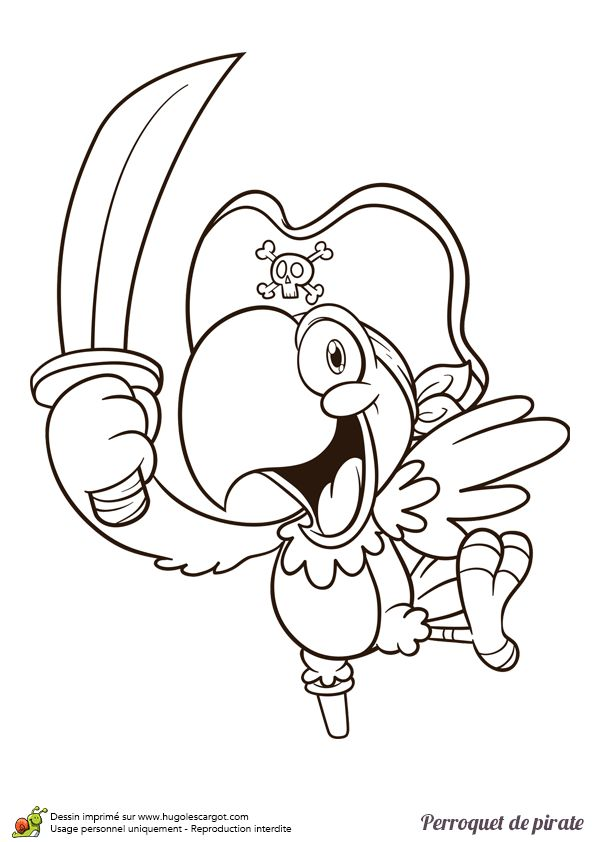 Dessin imprimé sur www.hugolescargot.com
Usage personnel uniquement - Reproduction interdite
Perroquet de pirate